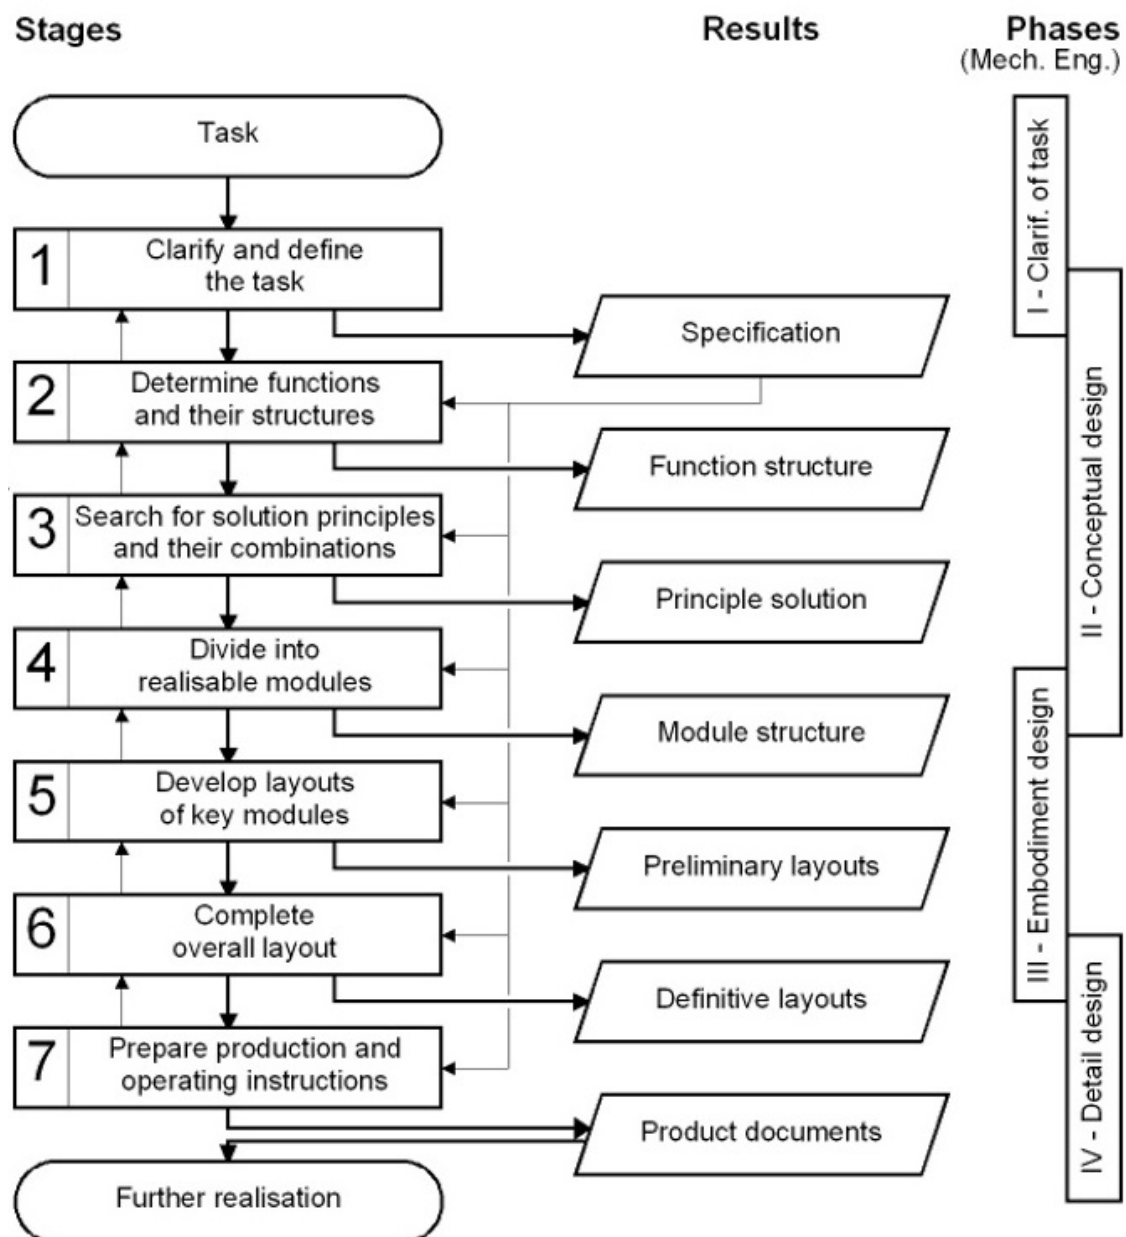 Stages
Results
Phases
(Mech. Eng.)
Task
1
Clarify and define
the task
Specification
2
Determine functions
and their structures
Function structure
3
Search for solution principles
and their combinations
Principle solution
4
Divide into
realisable modules
Module structure
5
Develop layouts
of key modules
Preliminary layouts
6
Complete
overall layout
Definitive layouts
7
Prepare production and
operating instructions
Product documents
Further realisation
I - Clarif. of task
II - Conceptual design
III - Embodiment design
IV - Detail design